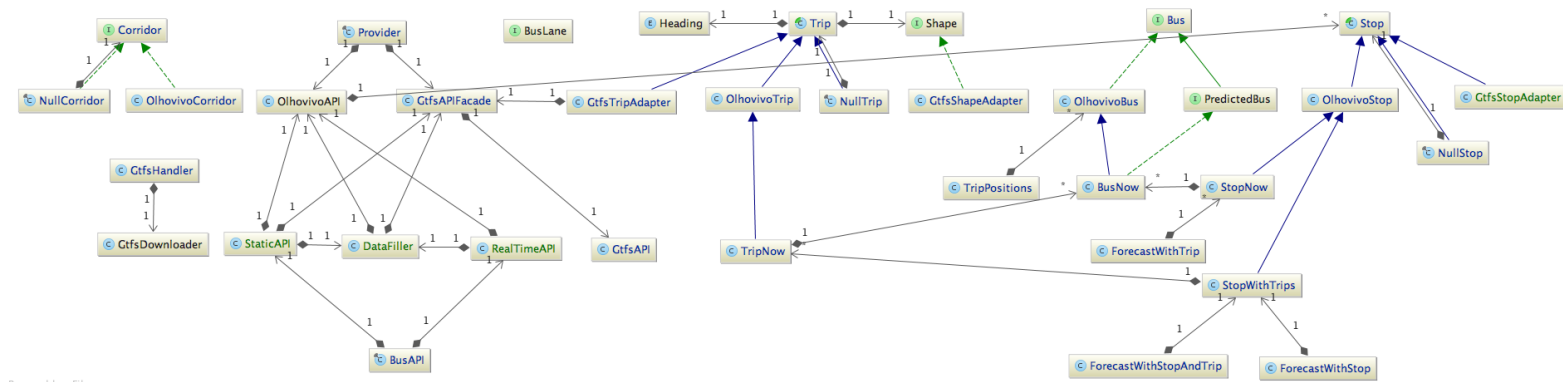 Corridor
Provider
BusLane
Heading
Trip
Shape
Bus
Stop
NullCorridor
OlhovivoCorridor
OlhovivoAPI
GtfsAPIFacade
GtfsTripAdapter
OlhovivoTrip
NullTrip
GtfsShapeAdapter
OlhovivoBus
PredictedBus
OlhovivoStop
GtfsStopAdapter
NullStop
GtfsHandler
TripPositions
BusNow
StopNow
GtfsDownloader
StaticAPI
DataFiller
RealTimeAPI
GtfsAPI
TripNow
ForecastWithTrip
StopWithTrips
BusAPI
ForecastWithStopAndTrip
ForecastWithStop